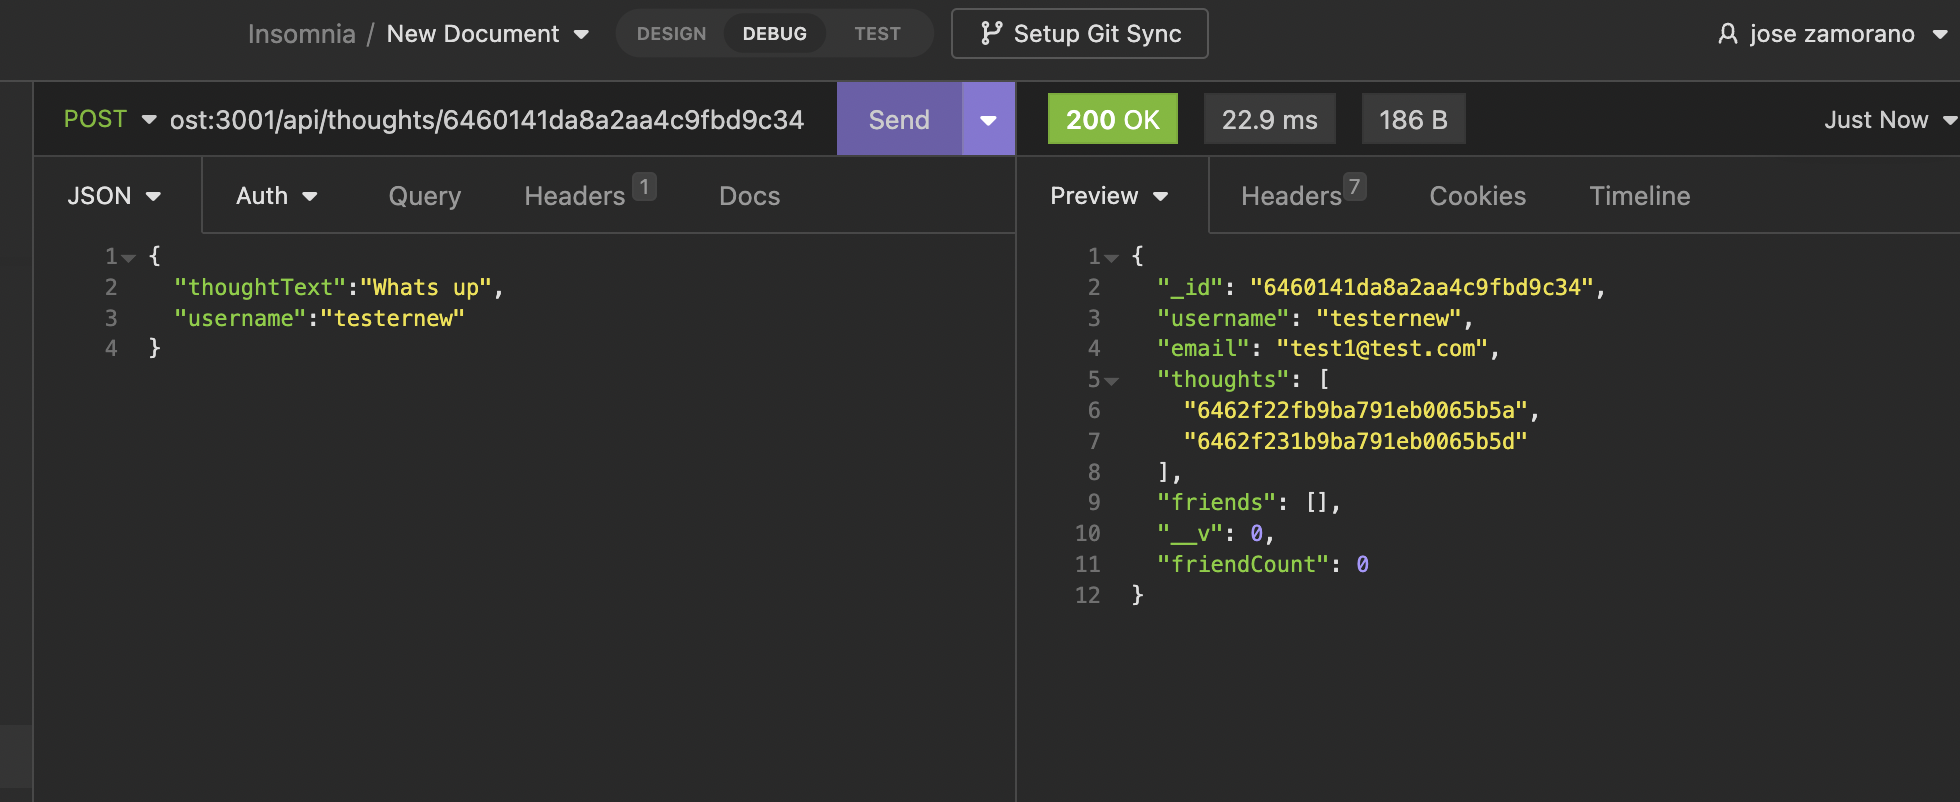 Insomnia / New Document DESIGN DEBUG TEST Setup Git Sync jose zamorano
POST ost:3001/api/thoughts/6460141da8a2aa4c9fbd9c34 Send 200 OK 22.9 ms 186 B Just Now
JSON Auth Query Headers 1 Docs
1 {
2 "thoughtText":"Whats up",
3 "username":"testernew"
4 }
Preview Headers 7 Cookies Timeline
1 {
2 "_id": "6460141da8a2aa4c9fbd9c34",
3 "username": "testernew",
4 "email": "test1@test.com",
5 "thoughts": [
6 "6462f22fb9ba791eb0065b5a",
7 "6462f231b9ba791eb0065b5d"
8 ],
9 "friends": [],
10 "__v": 0,
11 "friendCount": 0
12 }